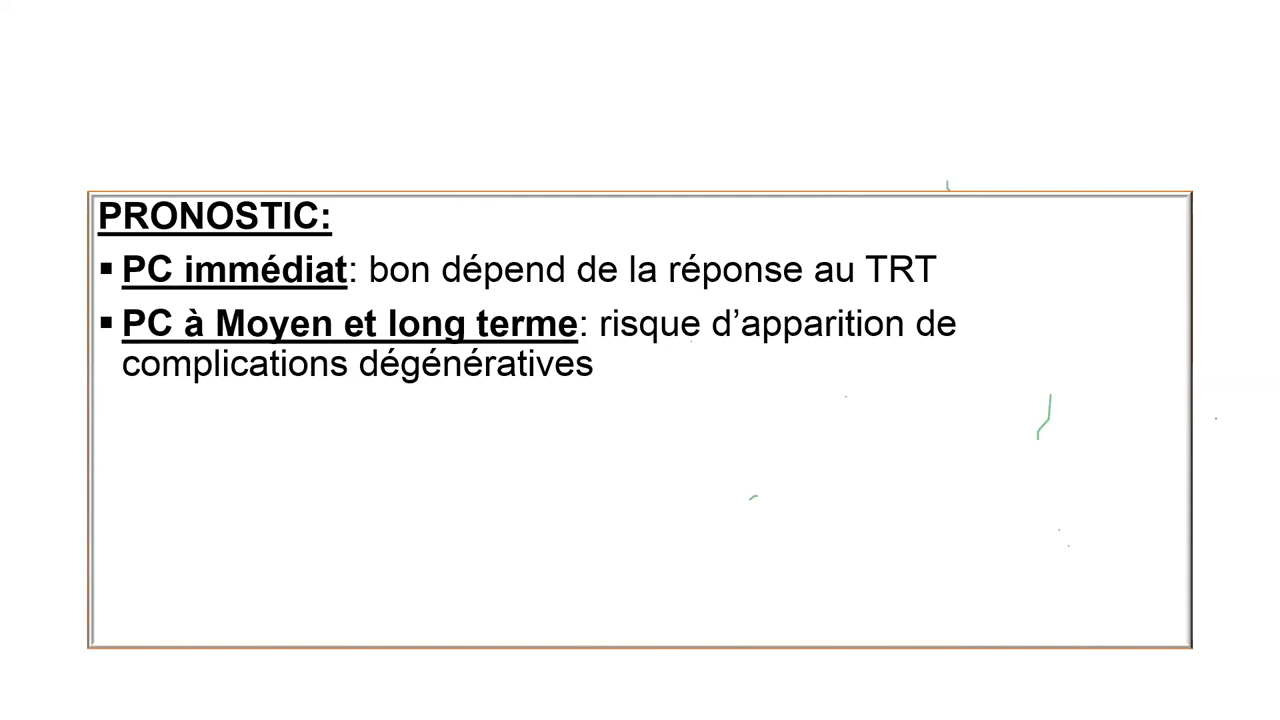 PRONOSTIC:
▪ PC immédiat: bon dépend de la réponse au TRT
▪ PC à Moyen et long terme: risque d’apparition de
complications dégénératives